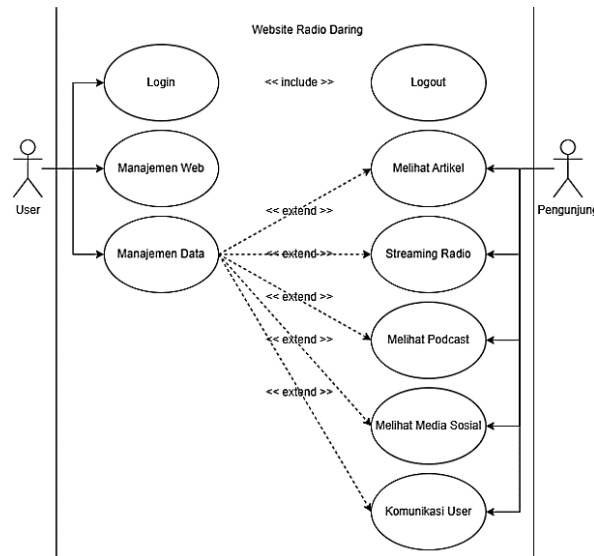 Website Radio Daring
Login
<< include >>
Logout
Manajemen Web
Melihat Artikel
User
Pengunjung
<< extend >>
Manajemen Data
<< extend >>
Streaming Radio
<< extend >>
<< extend >>
Melihat Podcast
<< extend >>
Melihat Media Sosial
Komunikasi User